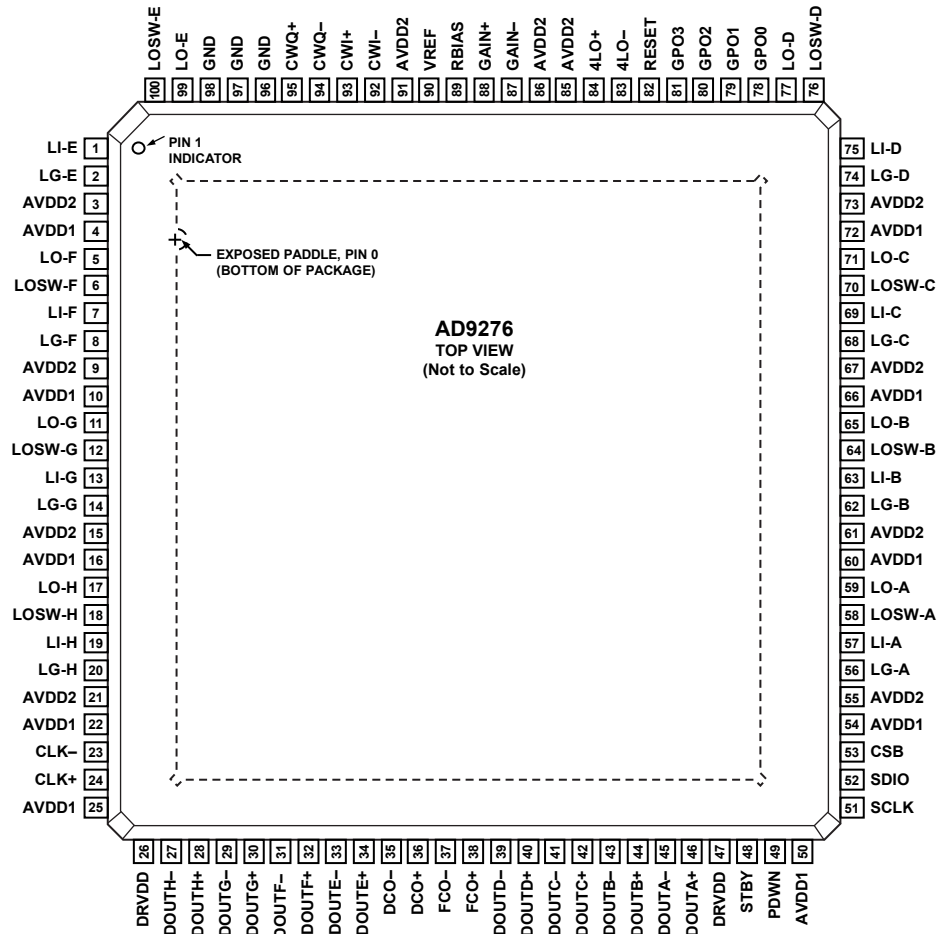 LOSW-E
LO-E
GND
GND
GND
CWQ+
CWQ–
CWI+
CWI–
AVDD2
VREF
RBIAS
GAIN+
GAIN–
AVDD2
AVDD2
4LO+
4LO–
RESET
GPO3
GPO2
GPO1
GPO0
LO-D
LOSW-D
100
99
98
97
96
95
94
93
92
91
90
89
88
87
86
85
84
83
82
81
80
79
78
77
76
LI-E 1
LG-E 2
AVDD2 3
AVDD1 4
LO-F 5
LOSW-F 6
LI-F 7
LG-F 8
AVDD2 9
AVDD1 10
LO-G 11
LOSW-G 12
LI-G 13
LG-G 14
AVDD2 15
AVDD1 16
LO-H 17
LOSW-H 18
LI-H 19
LG-H 20
AVDD2 21
AVDD1 22
CLK– 23
CLK+ 24
AVDD1 25
PIN 1
INDICATOR
EXPOSED PADDLE, PIN 0
(BOTTOM OF PACKAGE)
AD9276
TOP VIEW
(Not to Scale)
75 LI-D
74 LG-D
73 AVDD2
72 AVDD1
71 LO-C
70 LOSW-C
69 LI-C
68 LG-C
67 AVDD2
66 AVDD1
65 LO-B
64 LOSW-B
63 LI-B
62 LG-B
61 AVDD2
60 AVDD1
59 LO-A
58 LOSW-A
57 LI-A
56 LG-A
55 AVDD2
54 AVDD1
53 CSB
52 SDIO
51 SCLK
26
27
28
29
30
31
32
33
34
35
36
37
38
39
40
41
42
43
44
45
46
47
48
49
50
DRVDD
DOUTH–
DOUTH+
DOUTG–
DOUTG+
DOUTF–
DOUTF+
DOUTE–
DOUTE+
DCO–
DCO+
FCO–
FCO+
DOUTD–
DOUTD+
DOUTC–
DOUTC+
DOUTB–
DOUTB+
DOUTA–
DOUTA+
DRVDD
STBY
PDWN
AVDD1